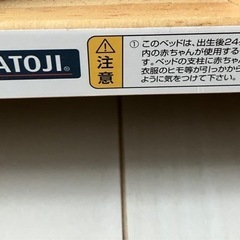 ATOJI®
注意
① このベッドは、出生後24
内の赤ちゃんが使用する
す。ベッドの支柱に赤ちゃ
衣服のヒモ等が引っから
ように気をつけて下さい。